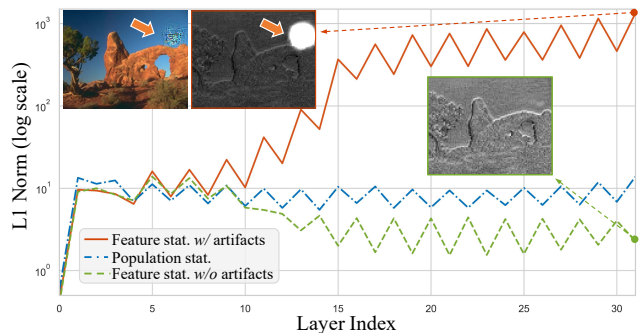 10³
10²
10¹
10⁰
L1 Norm (log scale)
Feature stat. w/ artifacts
Population stat.
Feature stat. w/o artifacts
0 5 10 15 20 25 30
Layer Index